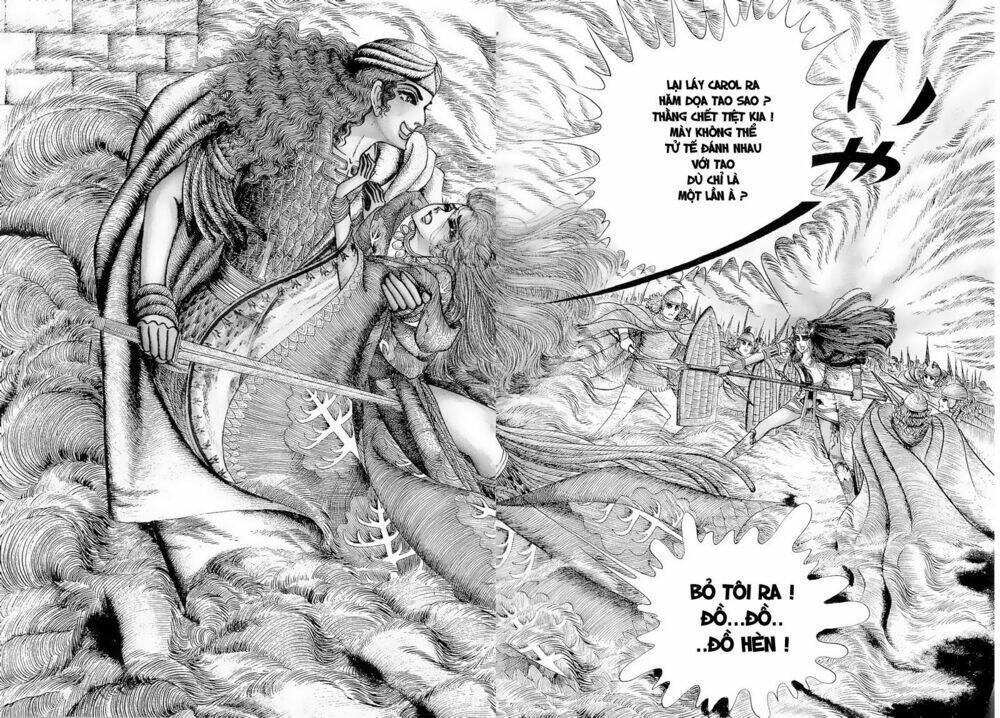 LẠI LÁY CAROL RA
HĂM DỌA TAO SAO ?
THẰNG CHẾT TIỆT KIA !
MÀY KHÔNG THỂ
TỬ TẾ ĐÁNH NHAU
VỚI TAO
DÙ CHỈ LÀ
MỘT LẦN À ?
BỎ TÔI RA !
ĐỒ...ĐỒ..
..ĐỒ HÈN !